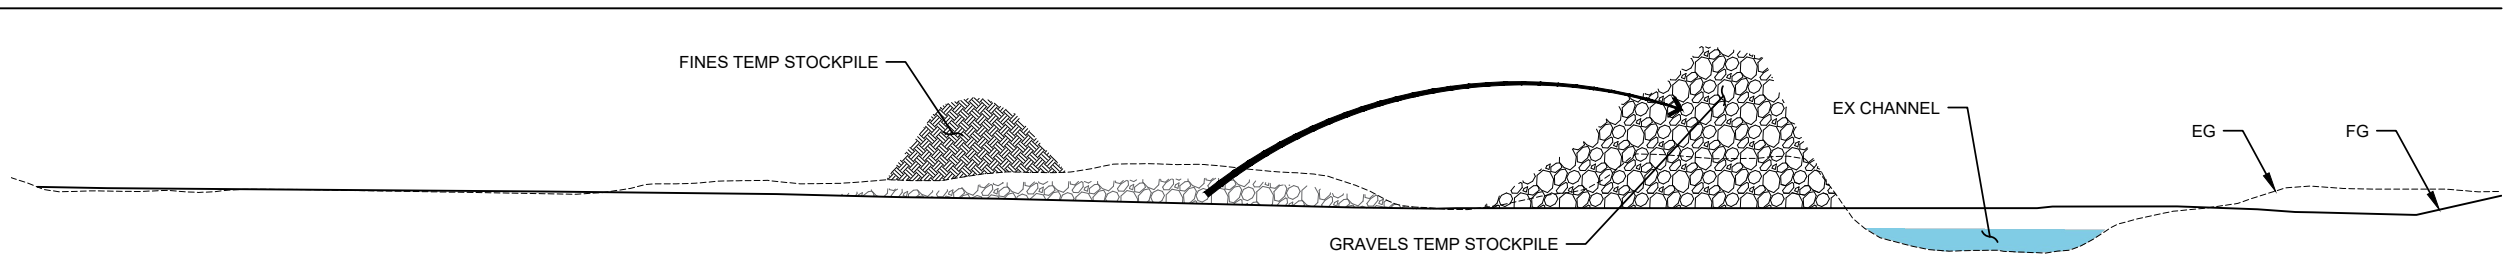 FINES TEMP STOCKPILE
EX CHANNEL
EG
FG
GRAVELS TEMP STOCKPILE